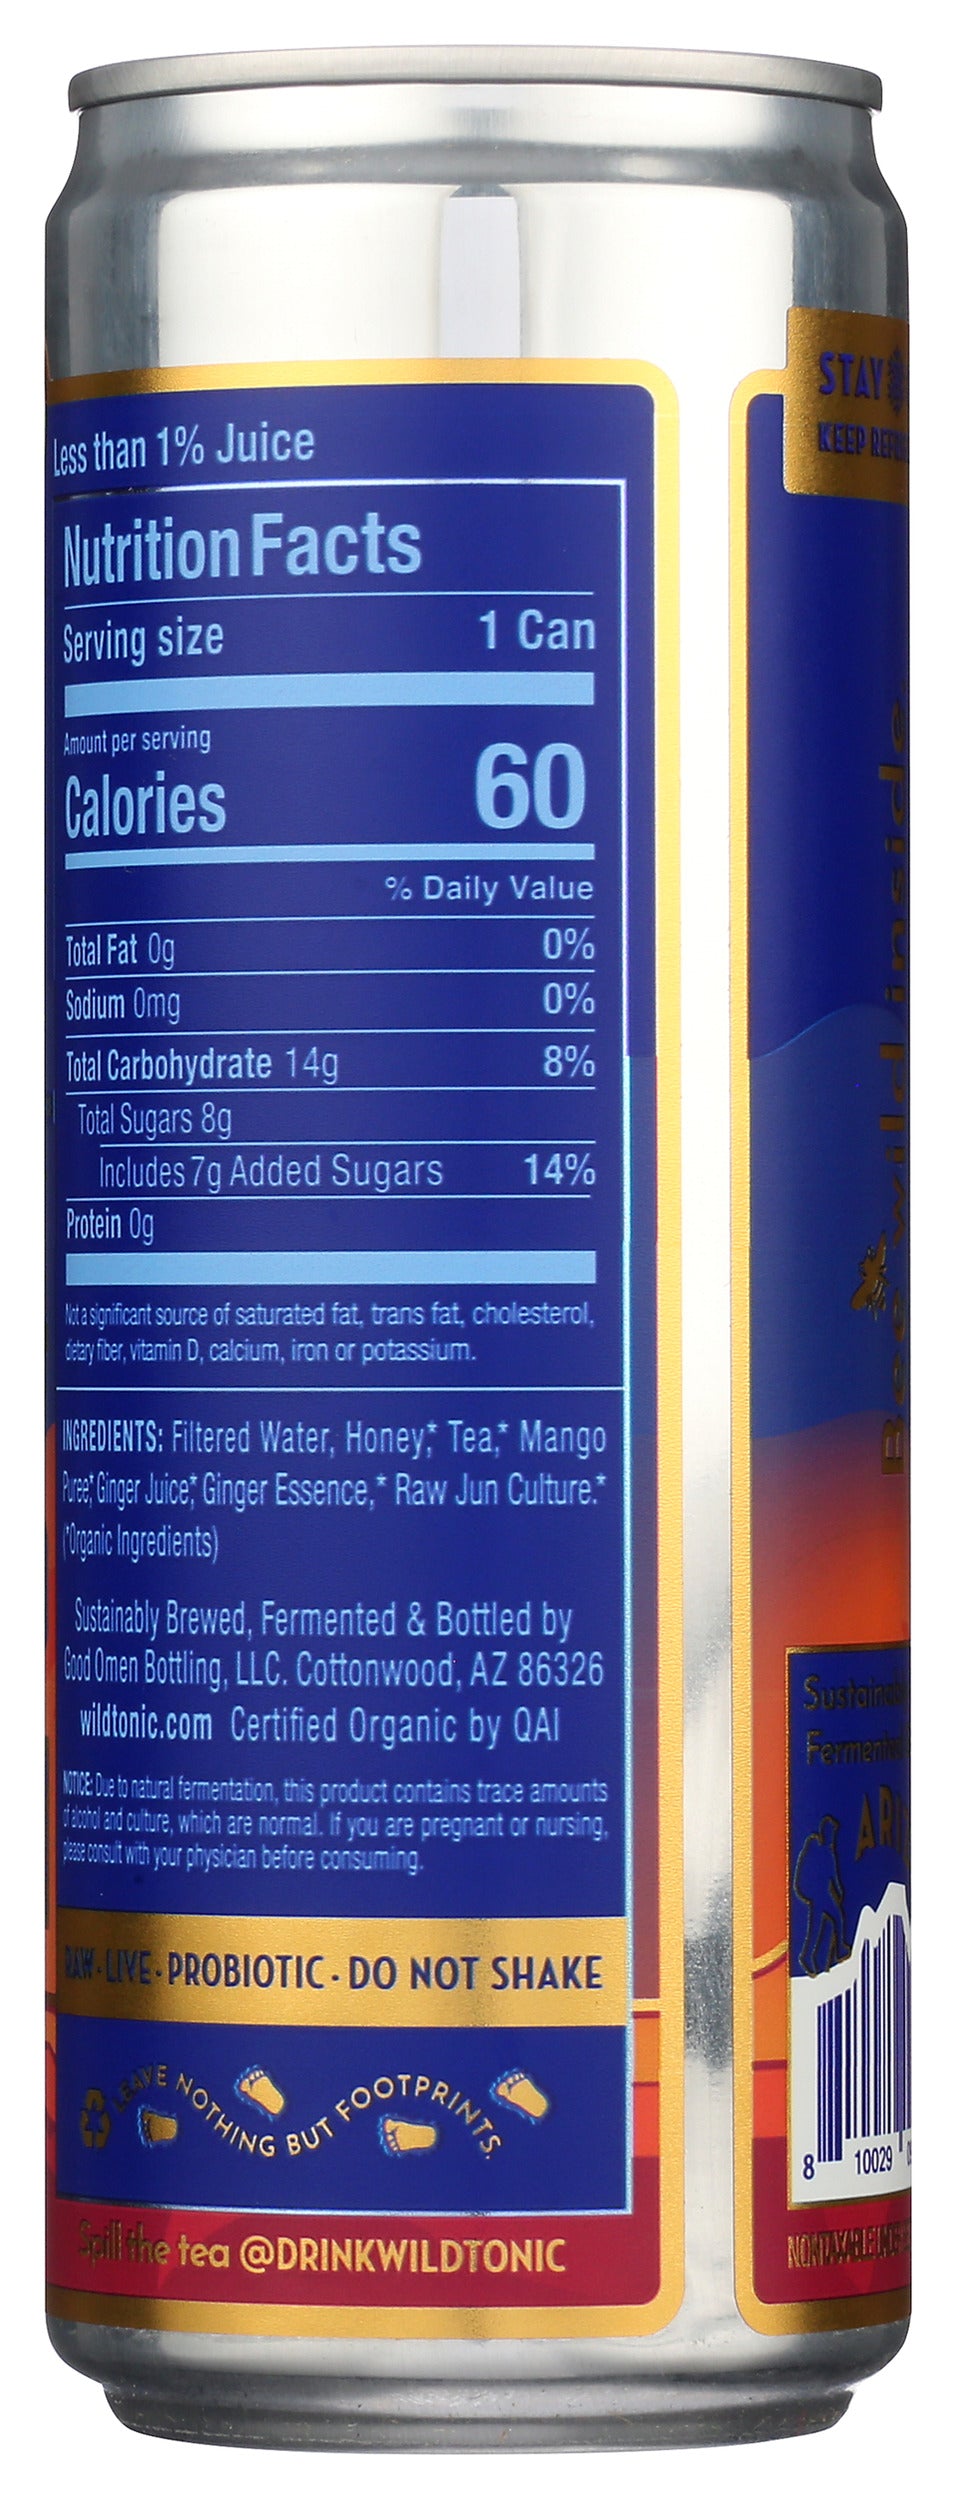 Less than 1% Juice
Nutrition Facts
Serving size 1 Can
Amount per serving
Calories 60
% Daily Value
Total Fat 0g 0%
Sodium 0mg 0%
Total Carbohydrate 14g 8%
Total Sugars 8g
Includes 7g Added Sugars 14%
Protein 0g
Not a significant source of saturated fat, trans fat, cholesterol,
dietary fiber, vitamin D, calcium, iron or potassium.
INGREDIENTS: Filtered Water, Honey,* Tea,* Mango
Puree,* Ginger Juice,* Ginger Essence,* Raw Jun Culture.*
(*Organic Ingredients)
Sustainably Brewed, Fermented & Bottled by
Good Omen Bottling, LLC. Cottonwood, AZ 86326
wildtonic.com Certified Organic by QAI
NOTICE: Due to natural fermentation, this product contains trace amounts
of alcohol and culture, which are normal. If you are pregnant or nursing,
please consult with your physician before consuming.
RAW · LIVE · PROBIOTIC · DO NOT SHAKE
LEAVE NOTHING BUT FOOTPRINTS.
Spill the tea @DRINKWILDTONIC
STAY
KEEP
Bee wild inside
Fermented
8 10029